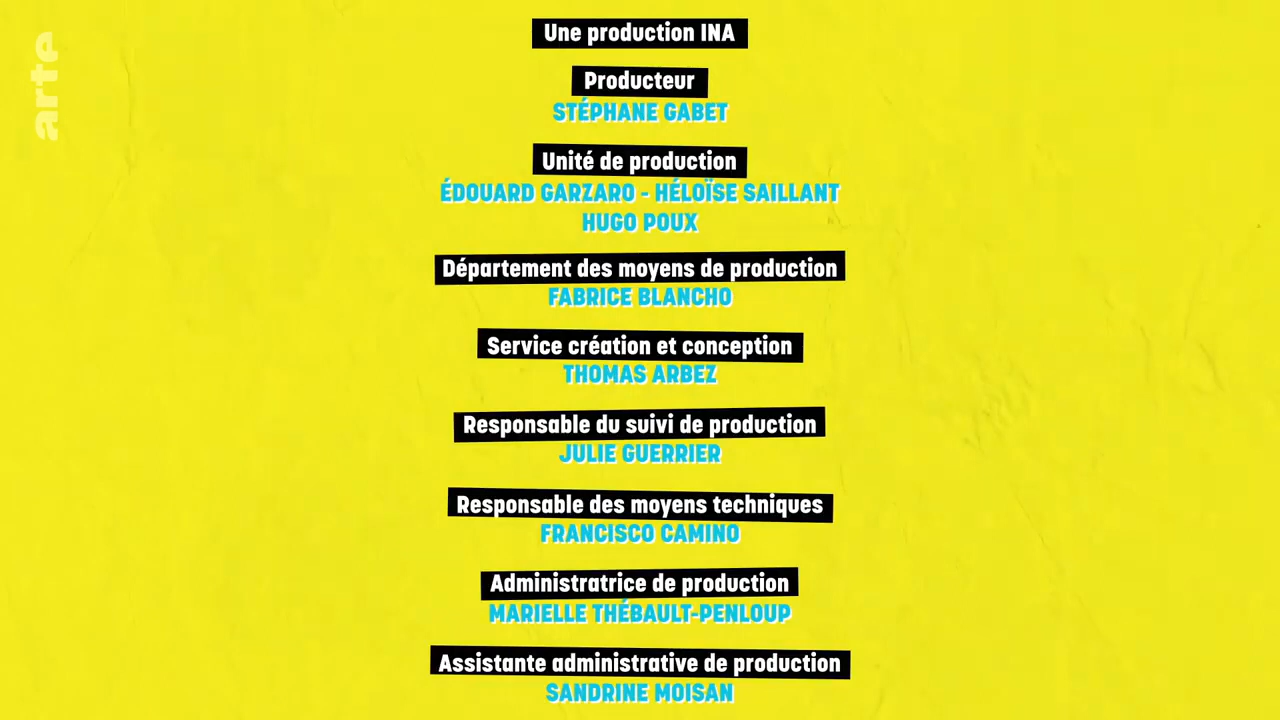 arte
Une production INA
Producteur
STÉPHANE GABET
Unité de production
ÉDOUARD GARZARO - HÉLOÏSE SAILLANT
HUGO POUX
Département des moyens de production
FABRICE BLANCHO
Service création et conception
THOMAS ARBEZ
Responsable du suivi de production
JULIE GUERRIER
Responsable des moyens techniques
FRANCISCO CAMINO
Administratrice de production
MARIELLE THÉBAULT-PENLOUP
Assistante administrative de production
SANDRINE MOISAN